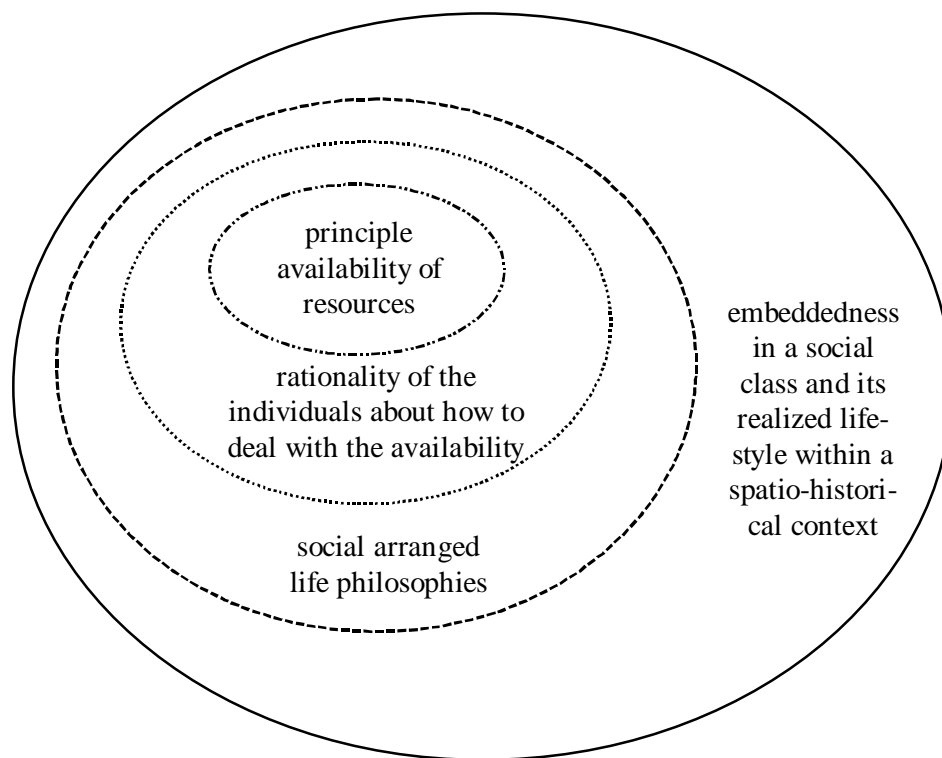 principle
availability of
resources
rationality of the
individuals about how to
deal with the availability
social arranged
life philosophies
embeddedness
in a social
class and its
realized life-
style within a
spatio-histori-
cal context